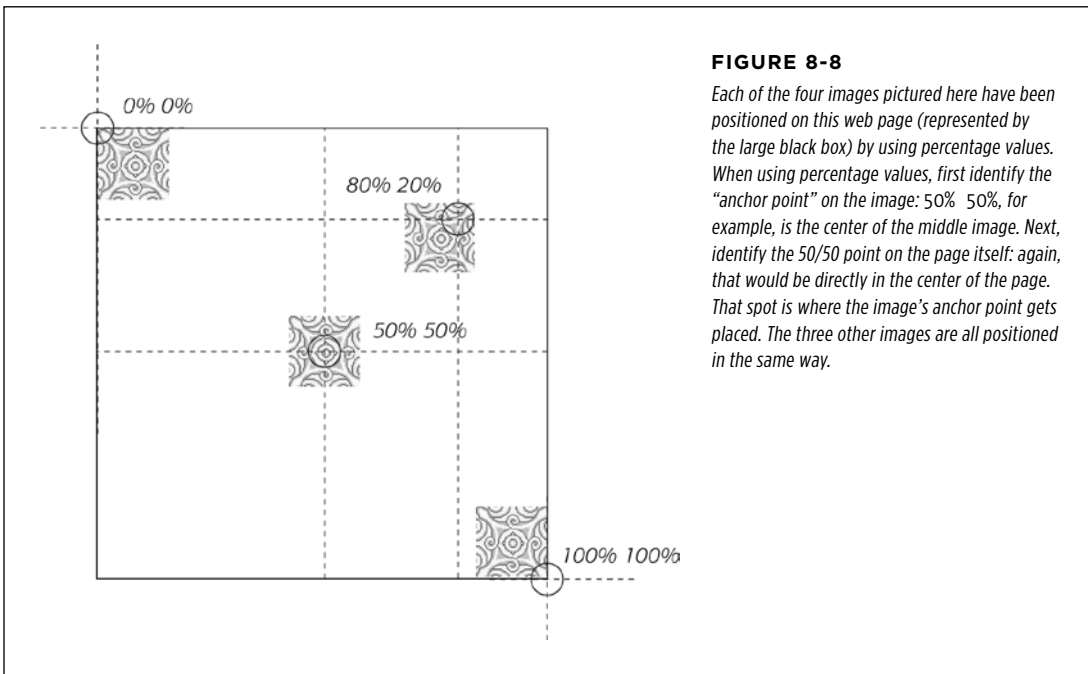 0% 0%
80% 20%
50% 50%
100% 100%
FIGURE 8-8
Each of the four images pictured here have been
positioned on this web page (represented by
the large black box) by using percentage values.
When using percentage values, first identify the
“anchor point” on the image: 50% 50%, for
example, is the center of the middle image. Next,
identify the 50/50 point on the page itself: again,
that would be directly in the center of the page.
That spot is where the image’s anchor point gets
placed. The three other images are all positioned
in the same way.